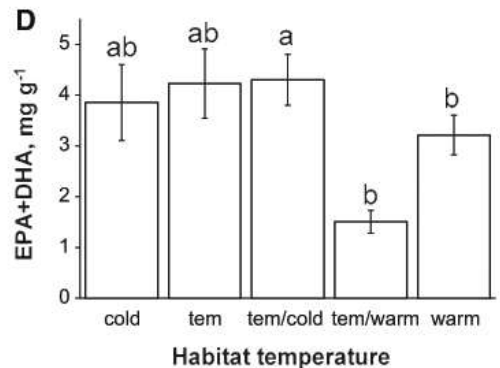 D
EPA+DHA, mg g⁻¹
5
4
3
2
1
0
ab
ab
a
b
b
cold tem tem/cold tem/warm warm
Habitat temperature